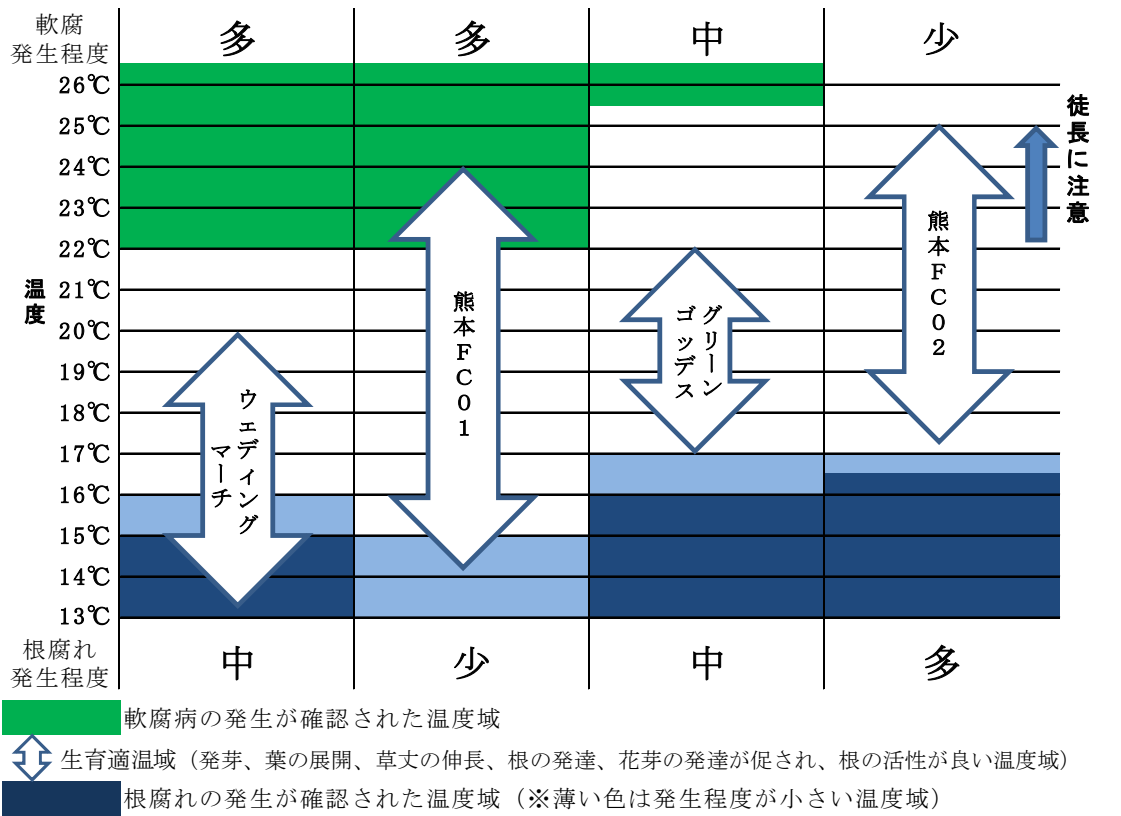 軟腐
発生程度
多
多
中
少
26℃
25℃
24℃
23℃
22℃
21℃
20℃
19℃
18℃
17℃
16℃
15℃
14℃
13℃
温度
ウェディング
マーチ
熊本FC01
グリーン
ゴッデス
熊本FC02
徒長に注意
根腐れ
発生程度
中
少
中
多
軟腐病の発生が確認された温度域
生育適温域（発芽、葉の展開、草丈の伸長、根の発達、花芽の発達が促され、根の活性が良い温度域）
根腐れの発生が確認された温度域（※薄い色は発生程度が小さい温度域）